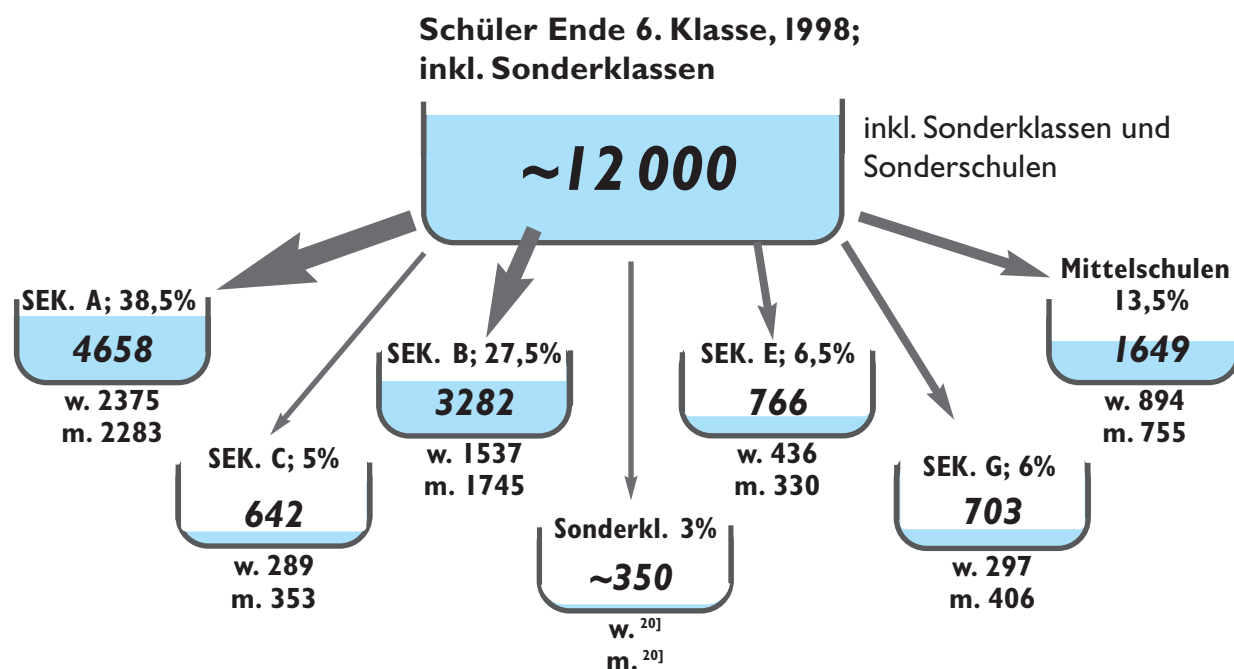 Schüler Ende 6. Klasse, 1998;
inkl. Sonderklassen
~12 000
inkl. Sonderklassen und
Sonderschulen
SEK. A; 38,5%
4658
w. 2375
m. 2283
SEK. C; 5%
642
w. 289
m. 353
SEK. B; 27,5%
3282
w. 1537
m. 1745
Sonderkl. 3%
~350
w. 20]
m. 20]
SEK. E; 6,5%
766
w. 436
m. 330
SEK. G; 6%
703
w. 297
m. 406
Mittelschulen
13,5%
1649
w. 894
m. 755